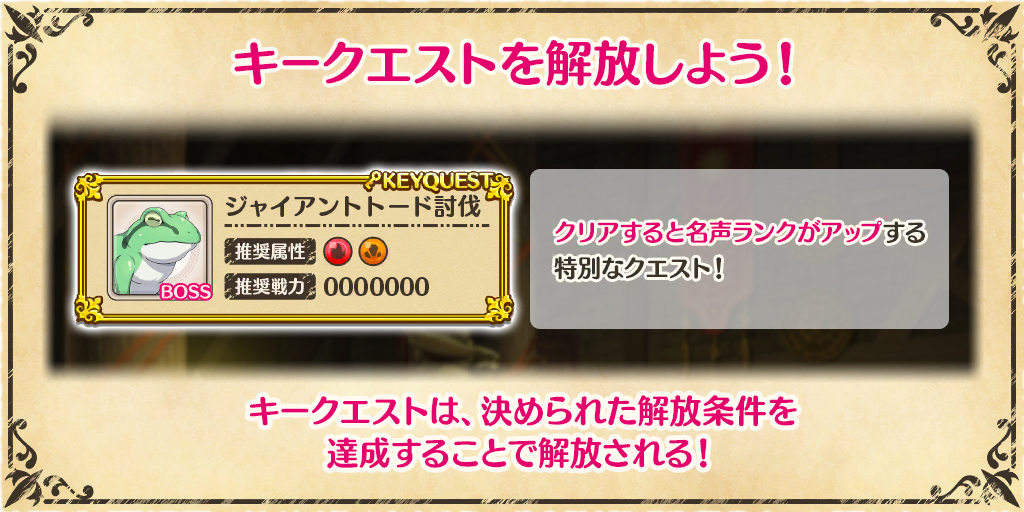 キークエストを解放しよう！
KEYQUEST
ジャイアントトード討伐
推奨属性
推奨戦力 0000000
BOSS
クリアすると名声ランクがアップする
特別なクエスト！
キークエストは、決められた解放条件を
達成することで解放される！